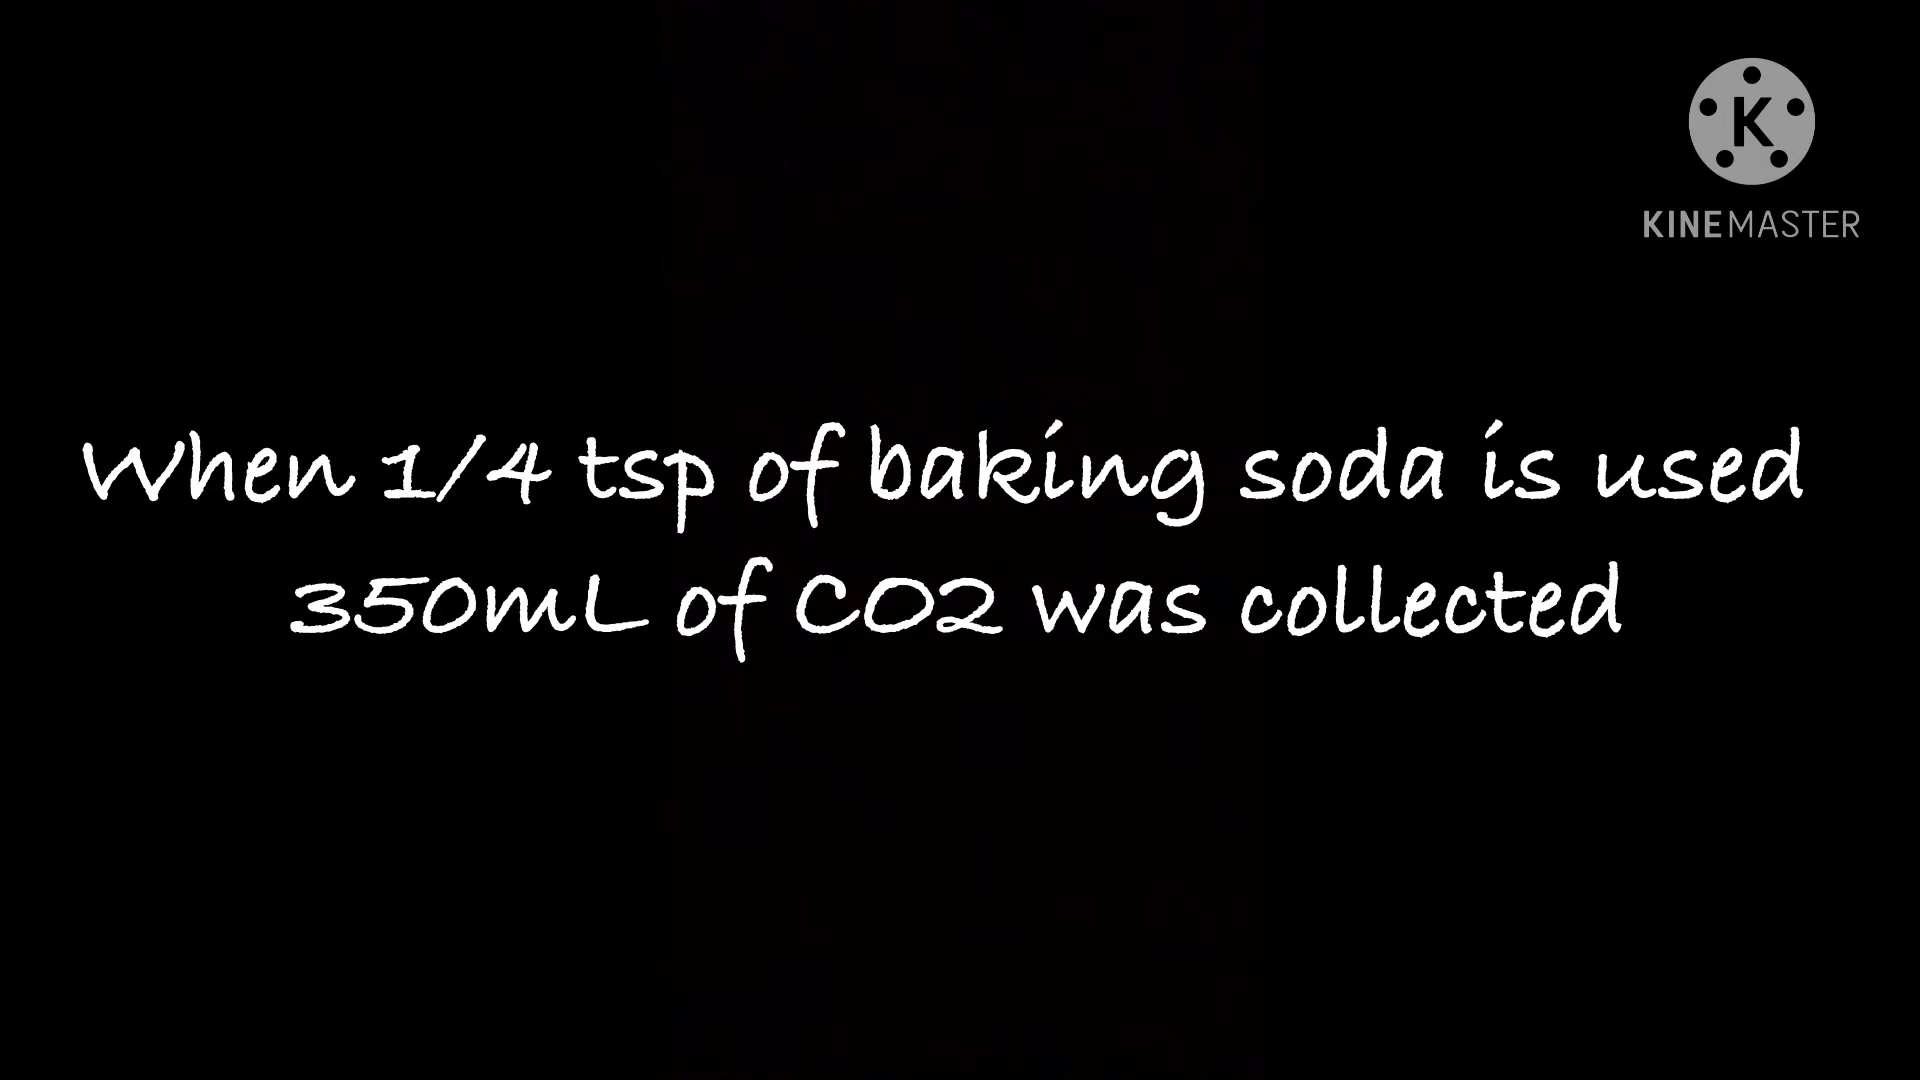 K
KINEMASTER
When 1/4 tsp of baking soda is used
350mL of CO2 was collected